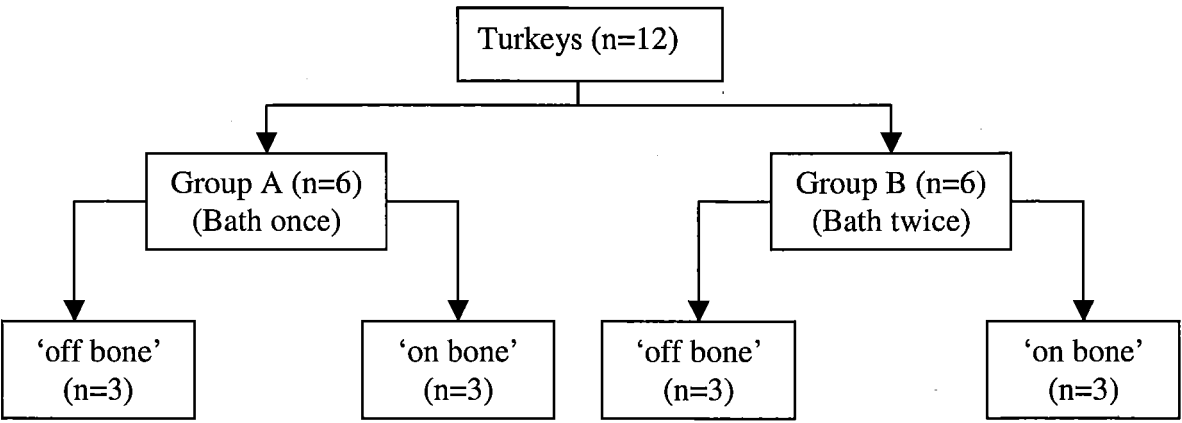 Turkeys (n=12)
Group A (n=6)
(Bath once)
Group B (n=6)
(Bath twice)
‘off bone’
(n=3)
‘on bone’
(n=3)
‘off bone’
(n=3)
‘on bone’
(n=3)